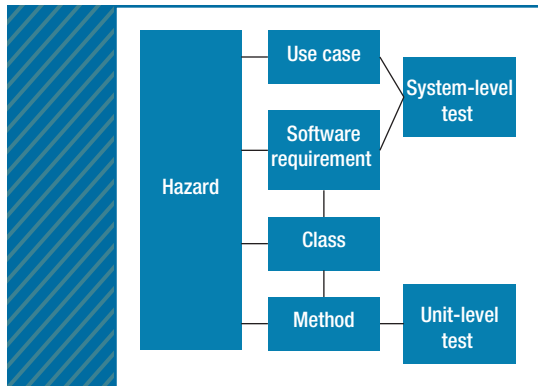 Use case
System-level
test
Software
requirement
Hazard
Class
Method
Unit-level
test